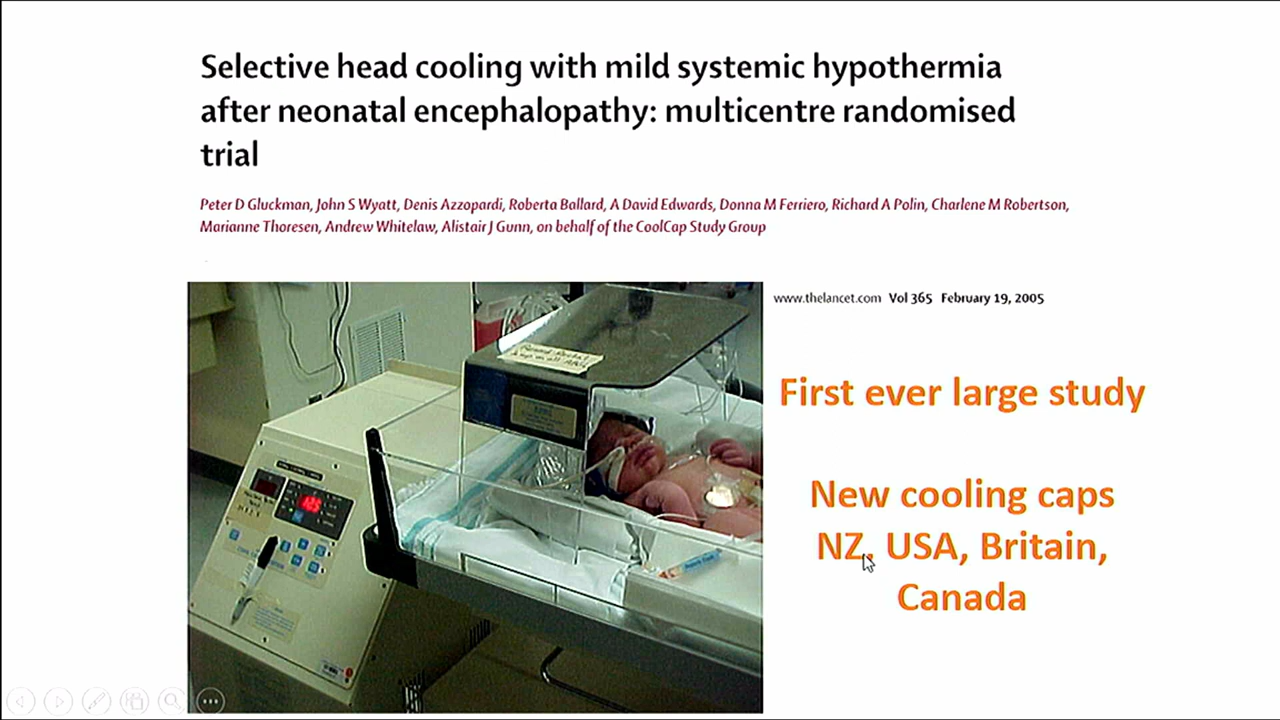 Selective head cooling with mild systemic hypothermia
after neonatal encephalopathy: multicentre randomised
trial
Peter D Gluckman, John S Wyatt, Denis Azzopardi, Roberta Ballard, A David Edwards, Donna M Ferriero, Richard A Polin, Charlene M Robertson,
Marianne Thoresen, Andrew Whitelaw, Alistair J Gunn, on behalf of the CoolCap Study Group
www.thelancet.com Vol 365 February 19, 2005
First ever large study
New cooling caps
NZ, USA, Britain,
Canada